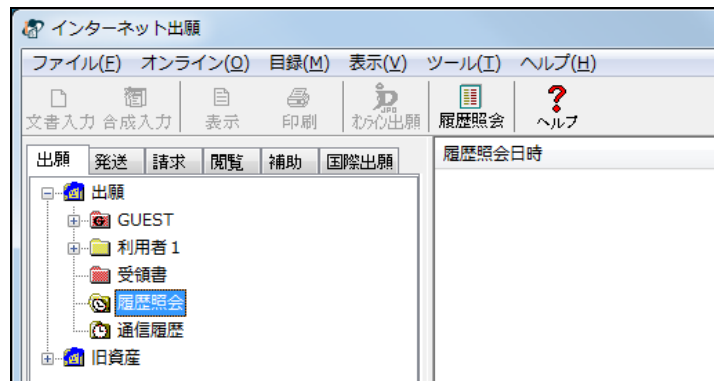 インターネット出願
ファイル(F) オンライン(O) 目録(M) 表示(V) ツール(T) ヘルプ(H)
文書入力 合成入力 表示 印刷 オンライン出願 履歴照会 ヘルプ
出願 発送 請求 閲覧 補助 国際出願
履歴照会日時
出願
GUEST
利用者1
受領書
履歴照会
通信履歴
旧資産